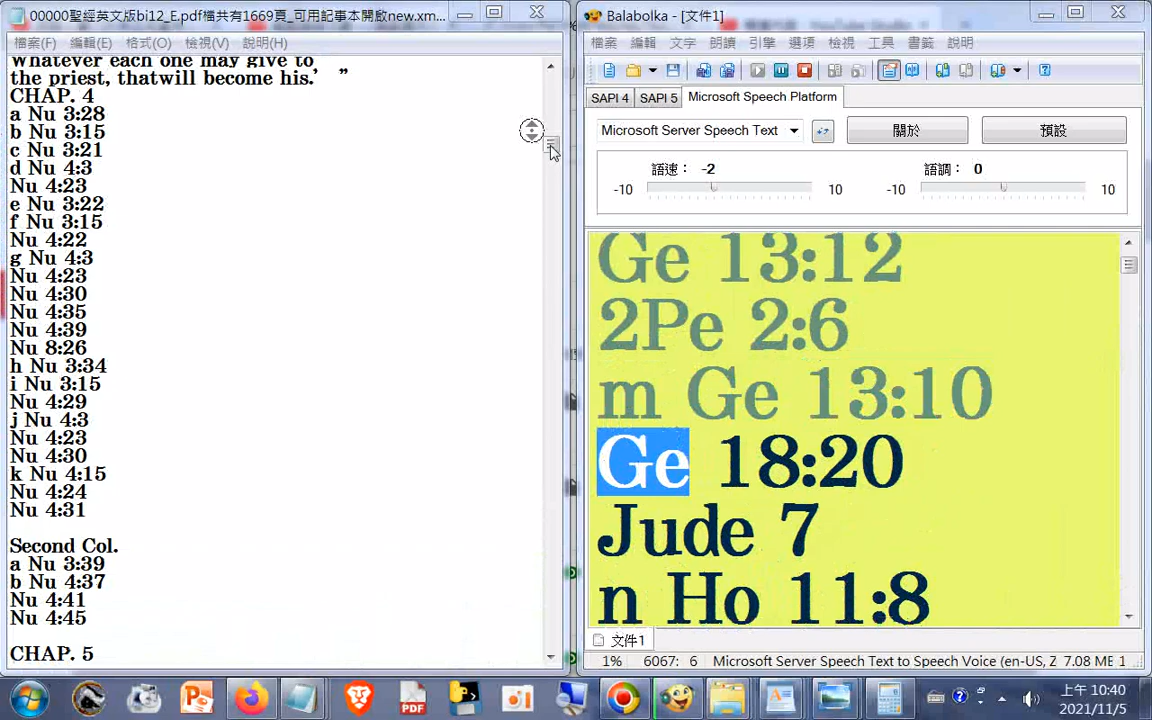 00000聖經英文版bi12_E.pdf檔共有1669頁_可用記事本開啟new.xm...
檔案(F) 編輯(E) 格式(O) 檢視(V) 說明(H)
Whatever each one may give to
the priest, thatwill become his.’ ”
CHAP. 4
a Nu 3:28
b Nu 3:15
c Nu 3:21
d Nu 4:3
Nu 4:23
e Nu 3:22
f Nu 3:15
Nu 4:22
g Nu 4:3
Nu 4:23
Nu 4:30
Nu 4:35
Nu 4:39
Nu 8:26
h Nu 3:34
i Nu 3:15
Nu 4:29
j Nu 4:3
Nu 4:23
Nu 4:30
k Nu 4:15
Nu 4:24
Nu 4:31
Second Col.
a Nu 3:39
b Nu 4:37
Nu 4:41
Nu 4:45
CHAP. 5
Balabolka - [文件1]
檔案 編輯 文字 朗讀 引擎 選項 檢視 工具 書籤 說明
SAPI 4 SAPI 5 Microsoft Speech Platform
Microsoft Server Speech Text 關於 預設
語速： -2 語調： 0
-10 10 -10 10
Ge 13:12
2Pe 2:6
m Ge 13:10
Ge 18:20
Jude 7
n Ho 11:8
文件1
1% 6067: 6 Microsoft Server Speech Text to Speech Voice (en-US, Z 7.08 ME 1
PDF
上午 10:40
2021/11/5